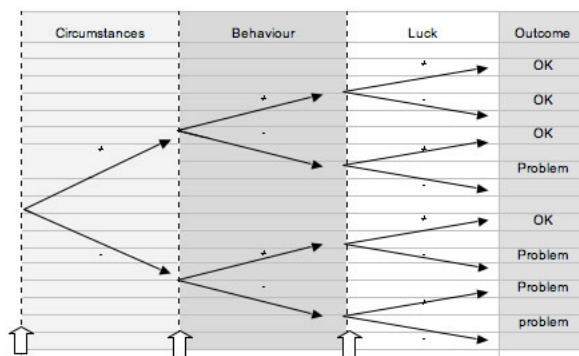 Circumstances Behaviour Luck Outcome
+ OK
+ - OK
+ - + OK
- Problem
+ OK
- + - Problem
- + Problem
- problem